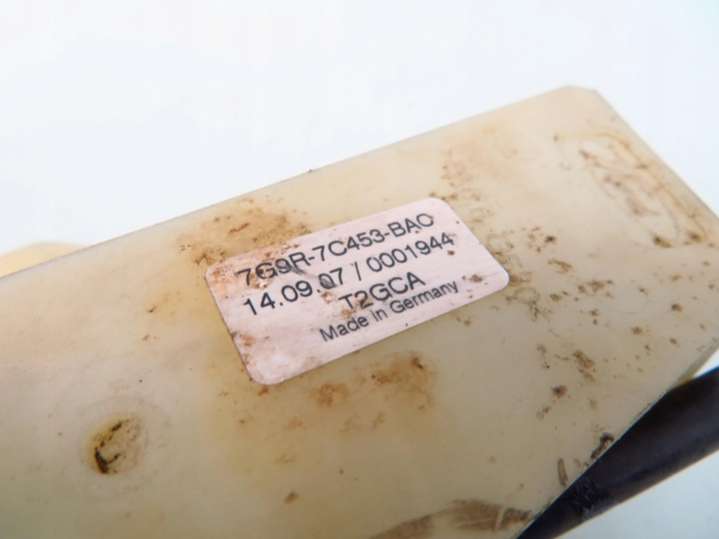 7G9R-7C453-BAC
14.09.07 / 0001944
T2GCA
Made in Germany